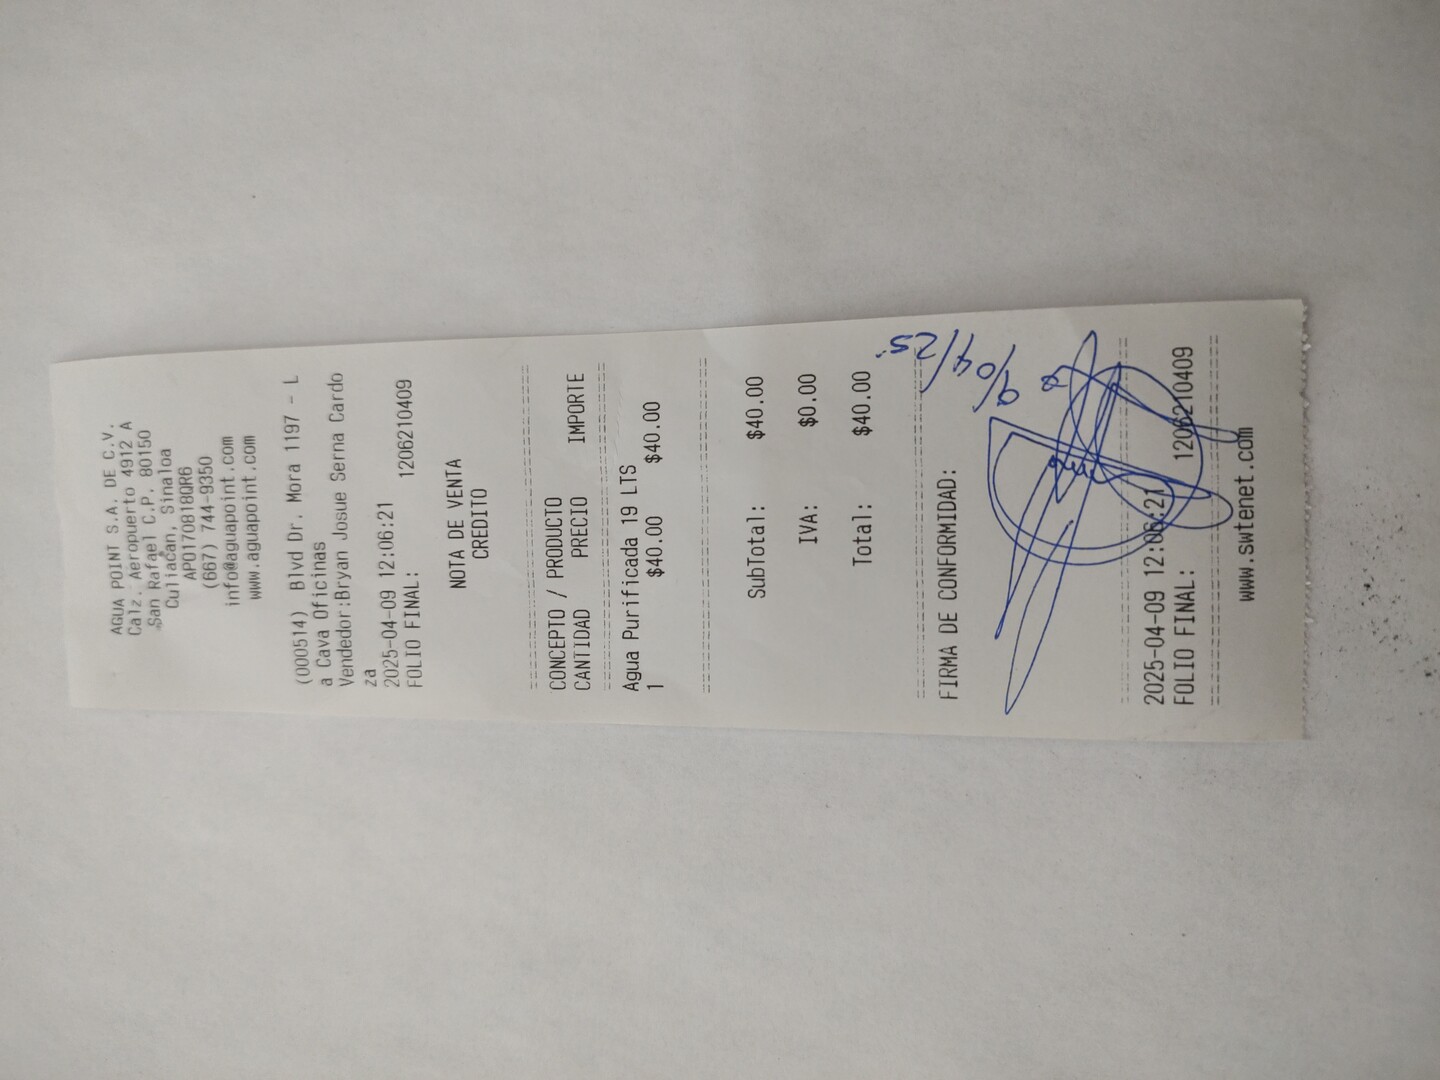 AGUA POINT S.A. DE C.V.
Calz. Aeropuerto 4912 A
San Rafael C.P. 80150
Culiacan, Sinaloa
APO1708180R6
(667) 744-9350
info@aguapoint.com
www.aguapoint.com
(000514) Blvd Dr. Mora 1197 - L
a Cava Oficinas
Vendedor:Bryan Josue Serna Cardo
za
2025-04-09 12:06:21
FOLIO FINAL: 1206210409
NOTA DE VENTA
CREDITO
CONCEPTO / PRODUCTO
CANTIDAD PRECIO IMPORTE
Agua Purificada 19 LTS
1 $40.00 $40.00
SubTotal: $40.00
IVA: $0.00
Total: $40.00
FIRMA DE CONFORMIDAD:
9/04/25
2025-04-09 12:06:21
FOLIO FINAL: 1206210409
www.swtenet.com